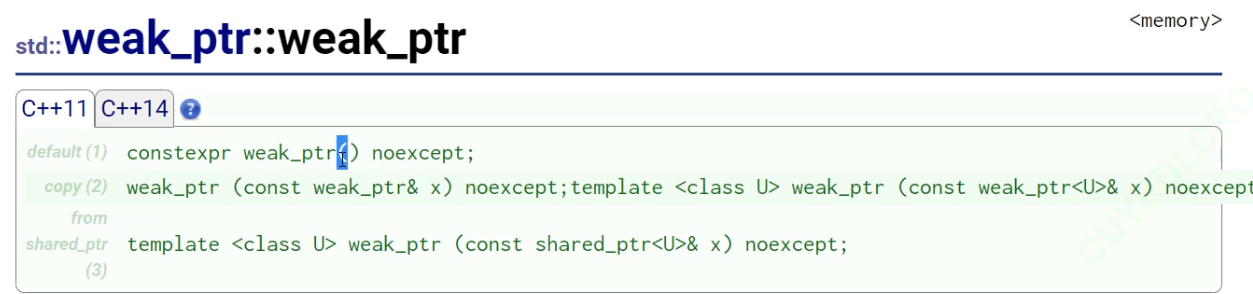 <memory>
std::weak_ptr::weak_ptr
C++11 C++14 ?
default (1) constexpr weak_ptr() noexcept;
copy (2) weak_ptr (const weak_ptr& x) noexcept;template <class U> weak_ptr (const weak_ptr<U>& x) noexcept
from
shared_ptr template <class U> weak_ptr (const shared_ptr<U>& x) noexcept;
(3)